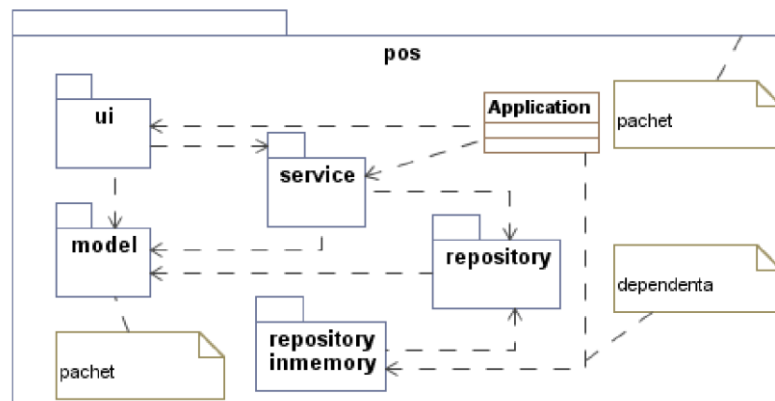 pos
ui
Application
pachet
service
model
repository
dependenta
repository
inmemory
pachet